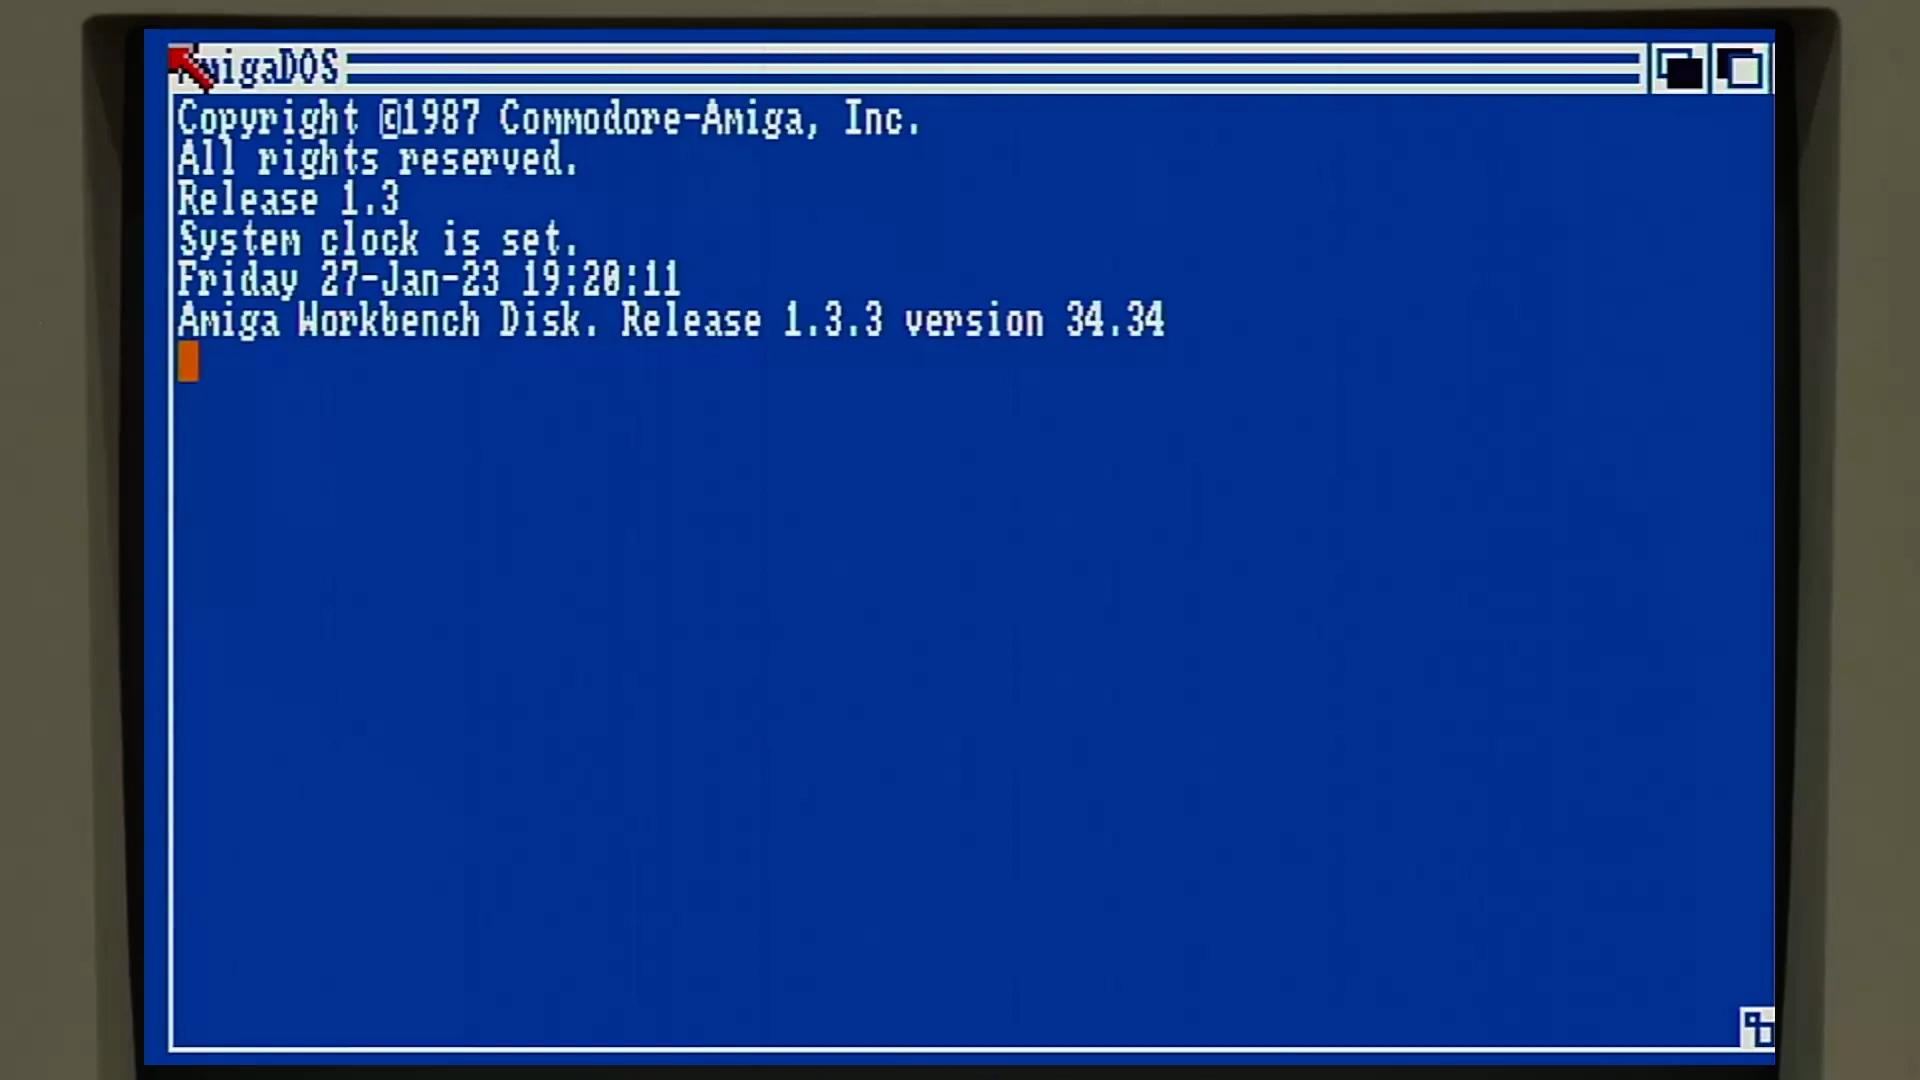 AmigaDOS
Copyright ©1987 Commodore-Amiga, Inc.
All rights reserved.
Release 1.3
System clock is set.
Friday 27-Jan-23 19:20:11
Amiga Workbench Disk. Release 1.3.3 version 34.34